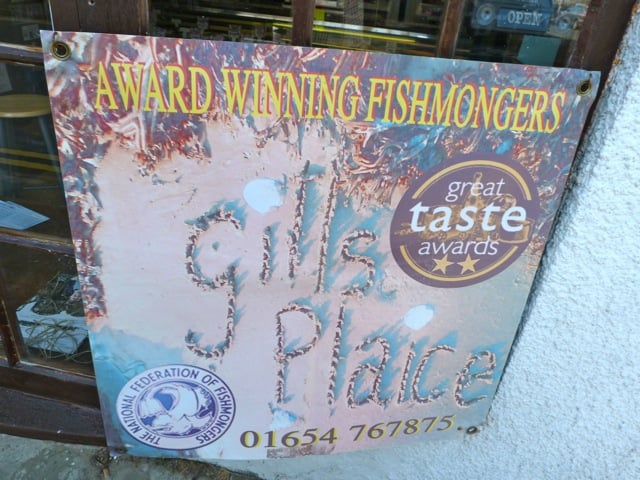 OPEN
AWARD WINNING FISHMONGERS
great
taste
awards
gills
Plaice
THE NATIONAL FEDERATION OF FISHMONGERS
01654 767875